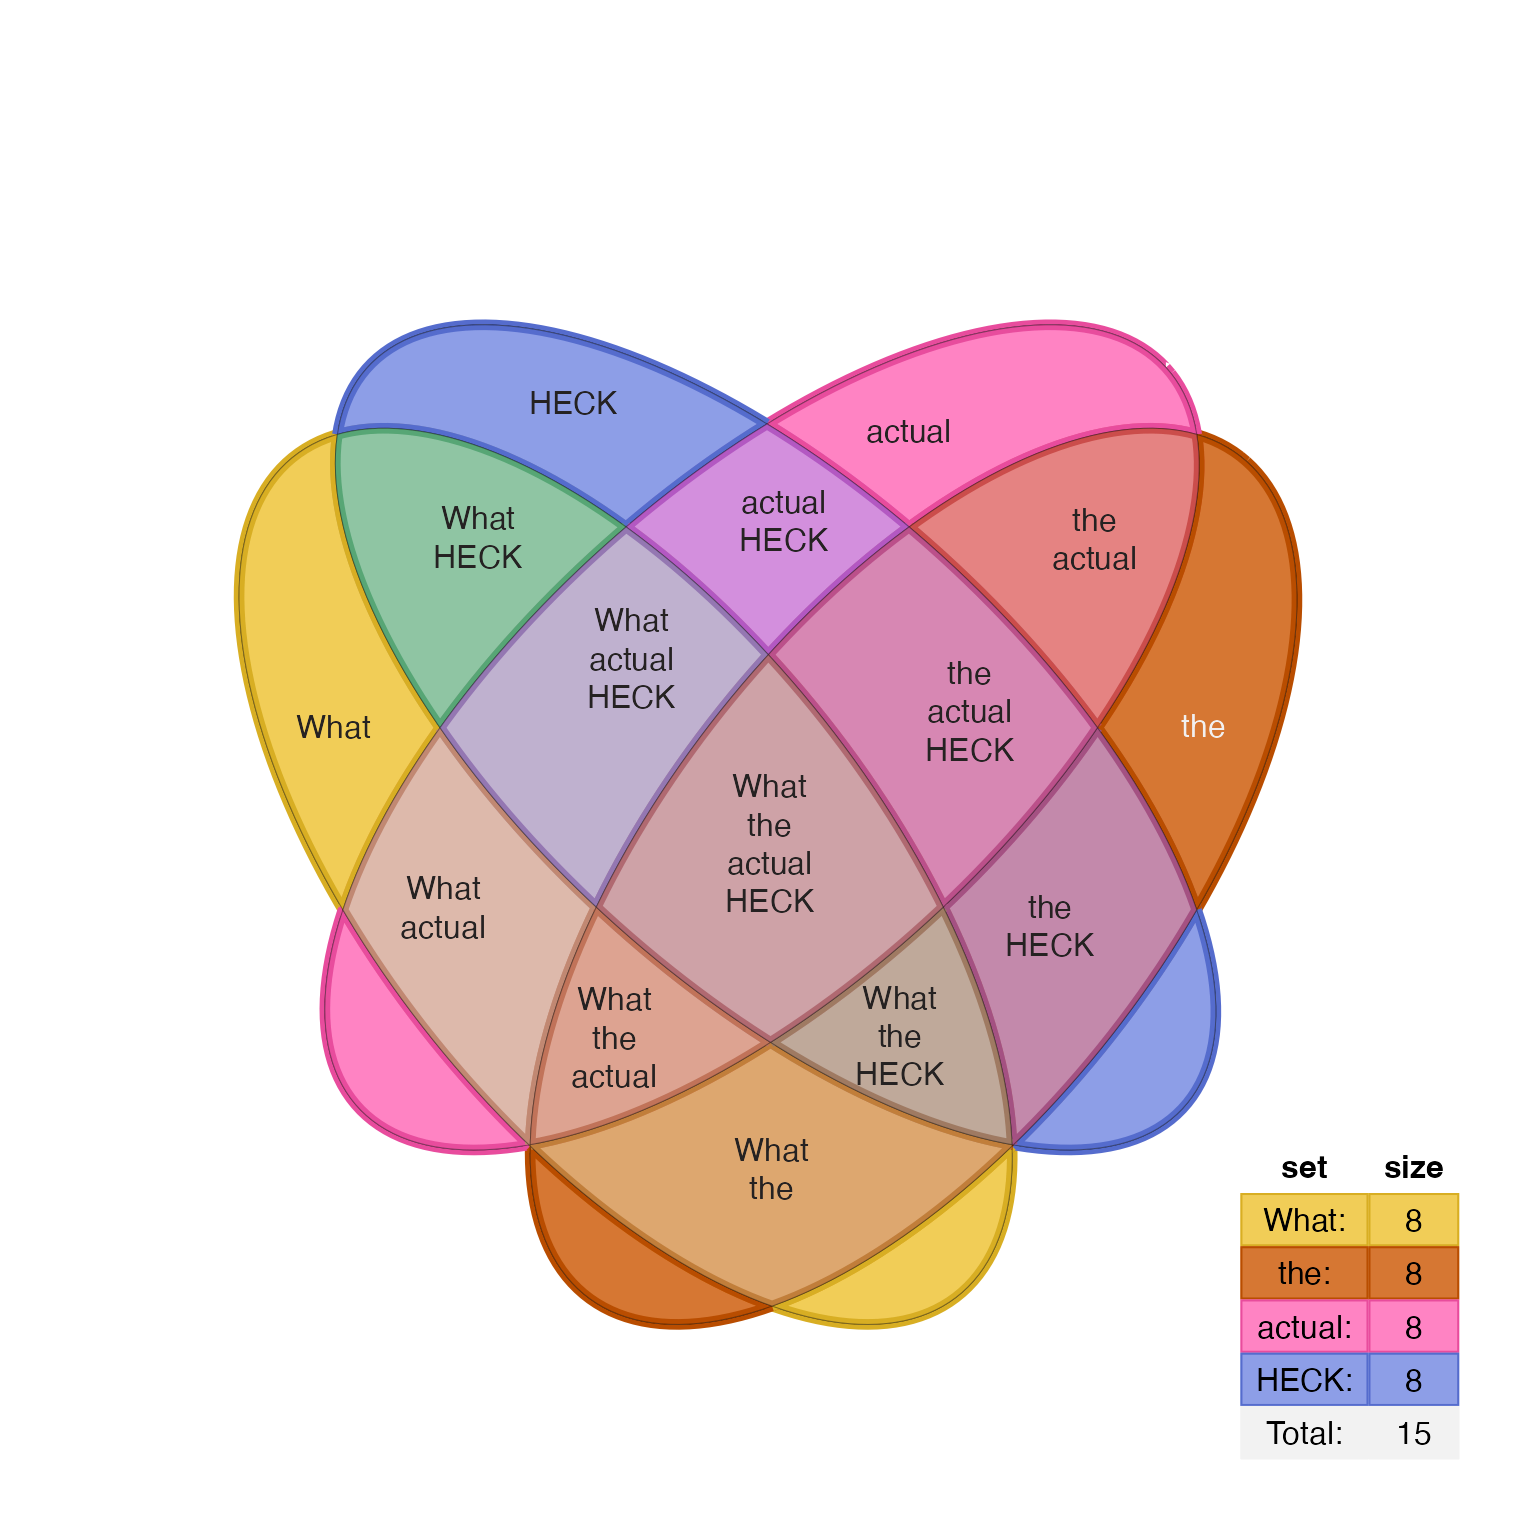 HECK
actual
What
HECK
actual
HECK
the
actual
What
actual
HECK
the
actual
HECK
What
the
What
the
actual
HECK
What
actual
the
HECK
What
the
actual
What
the
HECK
What
the
set size
What: 8
the: 8
actual: 8
HECK: 8
Total: 15